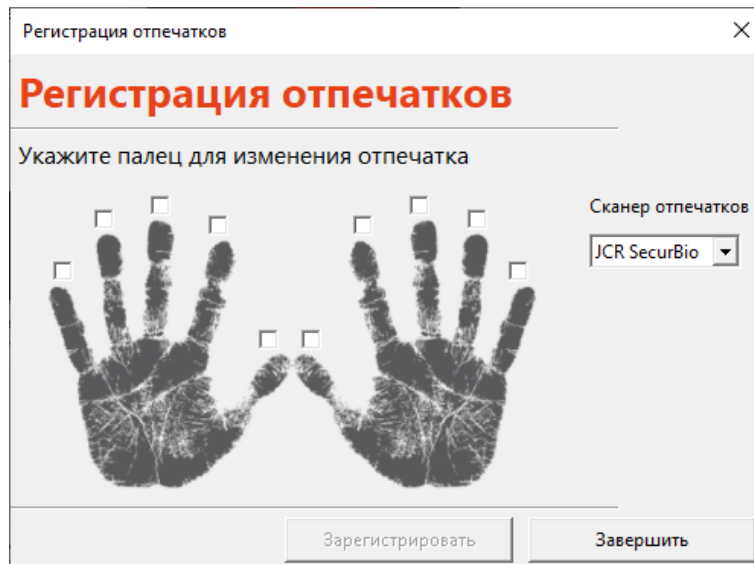 Регистрация отпечатков
Регистрация отпечатков
Укажите палец для изменения отпечатка
Сканер отпечатков
JCR SecurBio
Зарегистрировать
Завершить